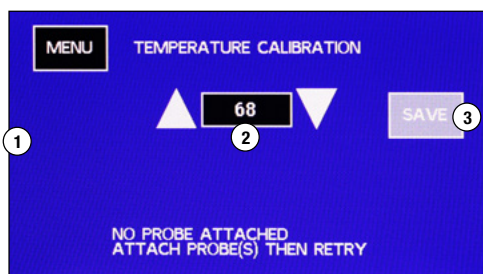 MENU
TEMPERATURE CALIBRATION
68
SAVE
1
2
3
NO PROBE ATTACHED
ATTACH PROBE(S) THEN RETRY